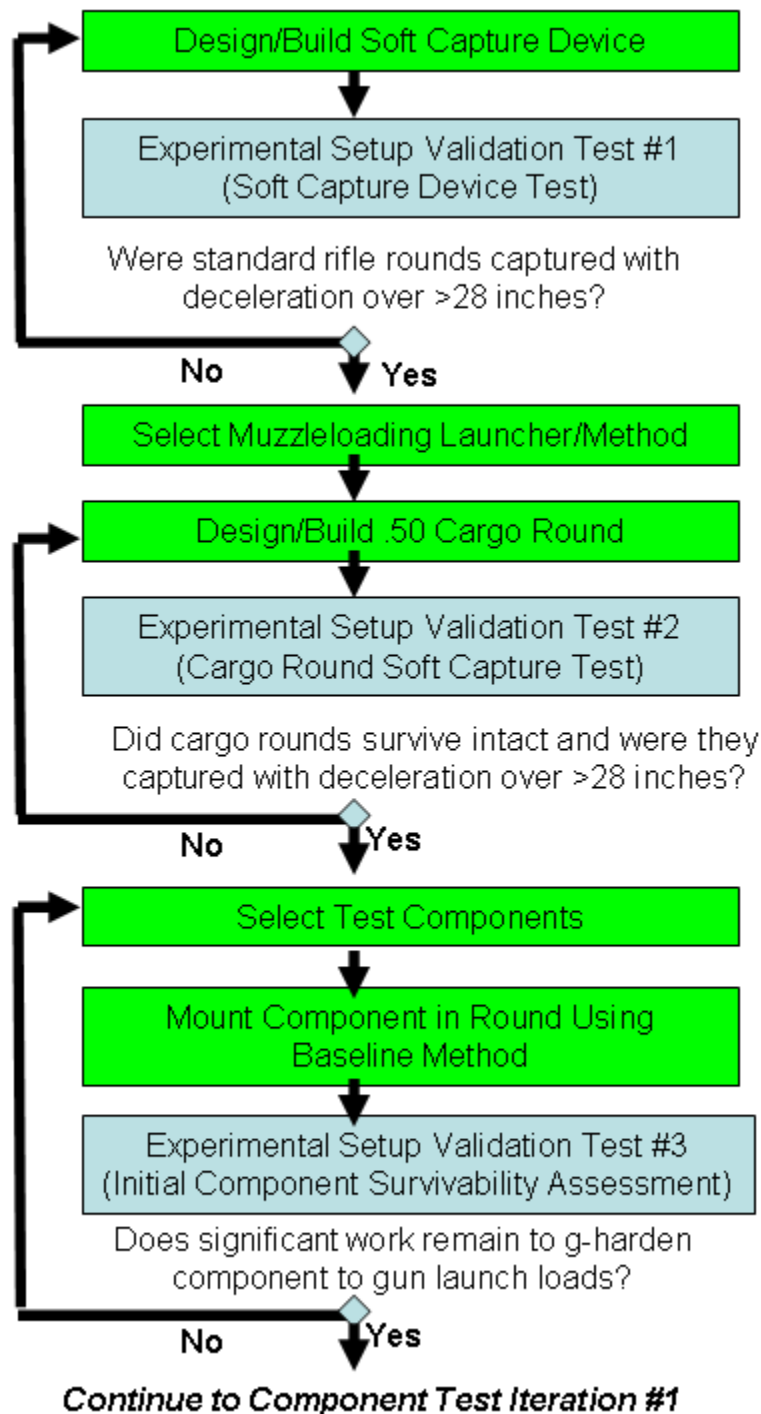 Design/Build Soft Capture Device
Experimental Setup Validation Test #1
(Soft Capture Device Test)
Were standard rifle rounds captured with
deceleration over >28 inches?
No
Yes
Select Muzzleloading Launcher/Method
Design/Build .50 Cargo Round
Experimental Setup Validation Test #2
(Cargo Round Soft Capture Test)
Did cargo rounds survive intact and were they
captured with deceleration over >28 inches?
No
Yes
Select Test Components
Mount Component in Round Using
Baseline Method
Experimental Setup Validation Test #3
(Initial Component Survivability Assessment)
Does significant work remain to g-harden
component to gun launch loads?
No
Yes
Continue to Component Test Iteration #1